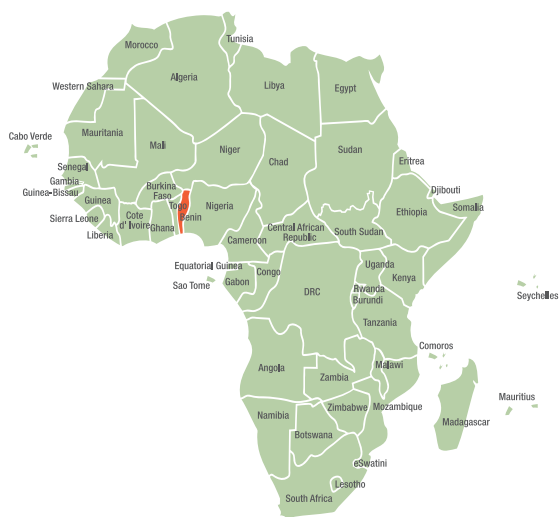 Tunisia
Morocco
Algeria
Libya
Egypt
Western Sahara
Mauritania
Mali
Niger
Chad
Sudan
Eritrea
Cabo Verde
Senegal
Gambia
Guinea-Bissau
Guinea
Sierra Leone
Liberia
Cote
d' Ivoire
Burkina
Faso
Ghana
Togo
Benin
Nigeria
Cameroon
Central African
Republic
South Sudan
Ethiopia
Djibouti
Somalia
Equatorial Guinea
Sao Tome
Gabon
Congo
DRC
Uganda
Kenya
Rwanda
Burundi
Tanzania
Seychelles
Comoros
Malawi
Angola
Zambia
Mozambique
Zimbabwe
Namibia
Botswana
Madagascar
Mauritius
eSwatini
Lesotho
South Africa